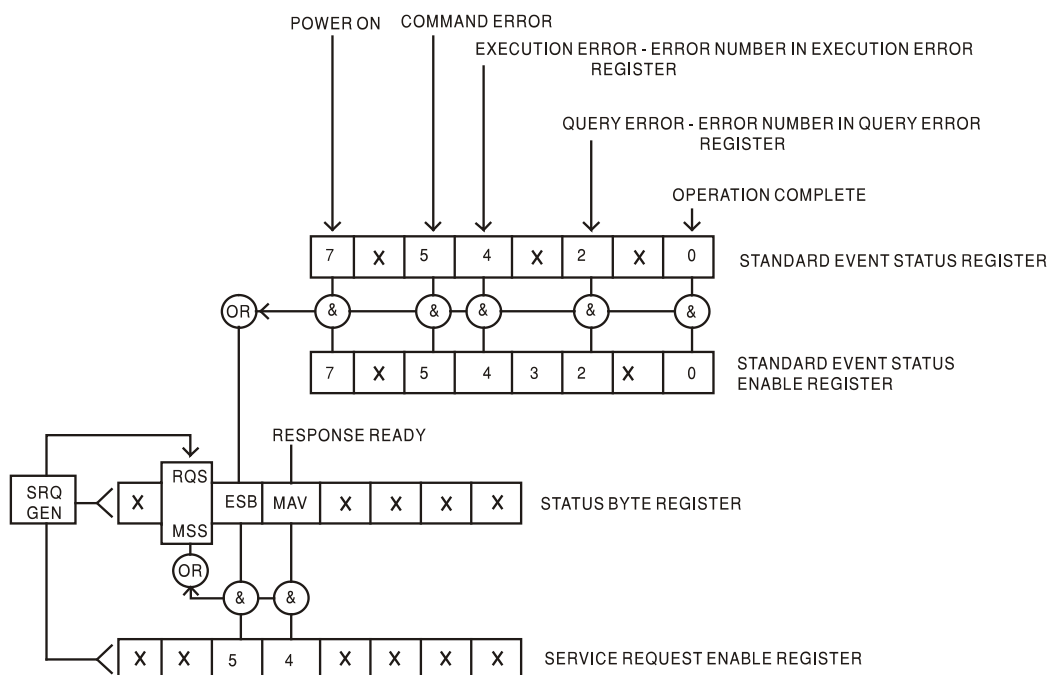 POWER ON COMMAND ERROR
EXECUTION ERROR - ERROR NUMBER IN EXECUTION ERROR
REGISTER
QUERY ERROR - ERROR NUMBER IN QUERY ERROR
REGISTER
OPERATION COMPLETE
7 X 5 4 X 2 X 0 STANDARD EVENT STATUS REGISTER
OR & & & & &
7 X 5 4 3 2 X 0 STANDARD EVENT STATUS
ENABLE REGISTER
RESPONSE READY
SRQ
GEN
X RQS
MSS ESB MAV X X X X STATUS BYTE REGISTER
OR & &
X X 5 4 X X X X SERVICE REQUEST ENABLE REGISTER